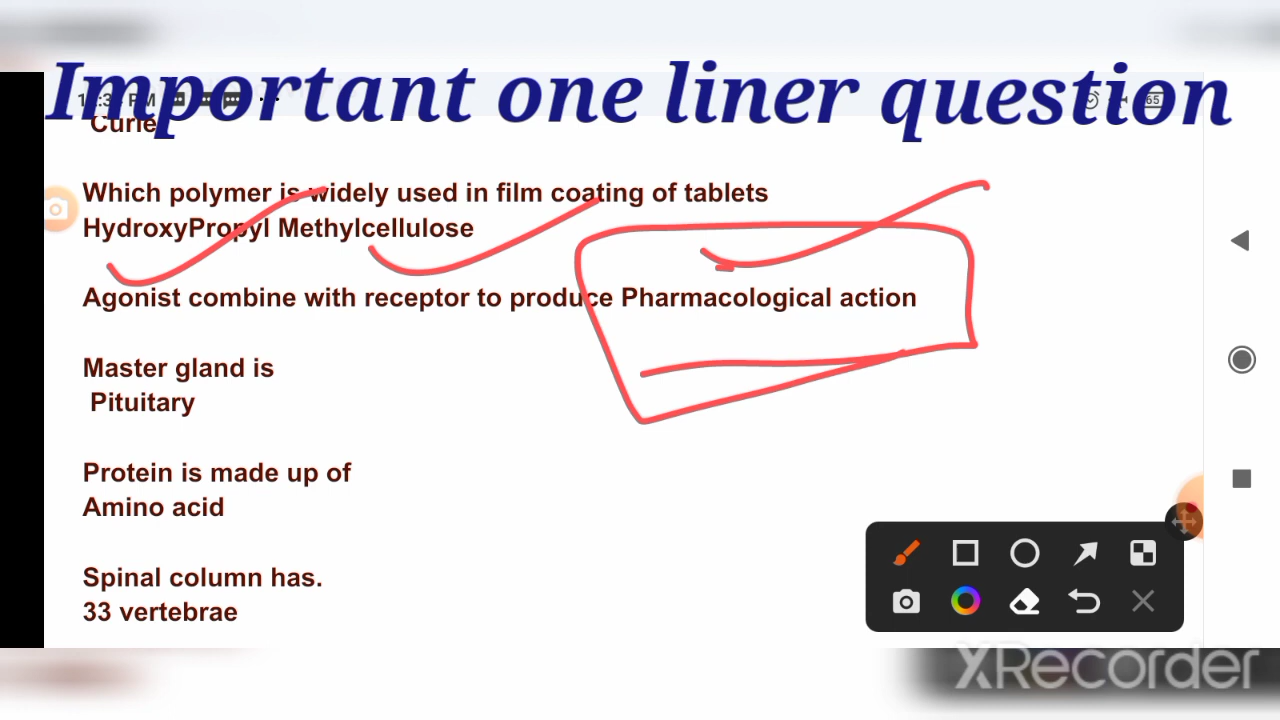 Important one liner question
PM
65
Curie
Which polymer is widely used in film coating of tablets
HydroxyPropyl Methylcellulose
Agonist combine with receptor to produce Pharmacological action
Master gland is
Pituitary
Protein is made up of
Amino acid
Spinal column has.
33 vertebrae
XRecorder